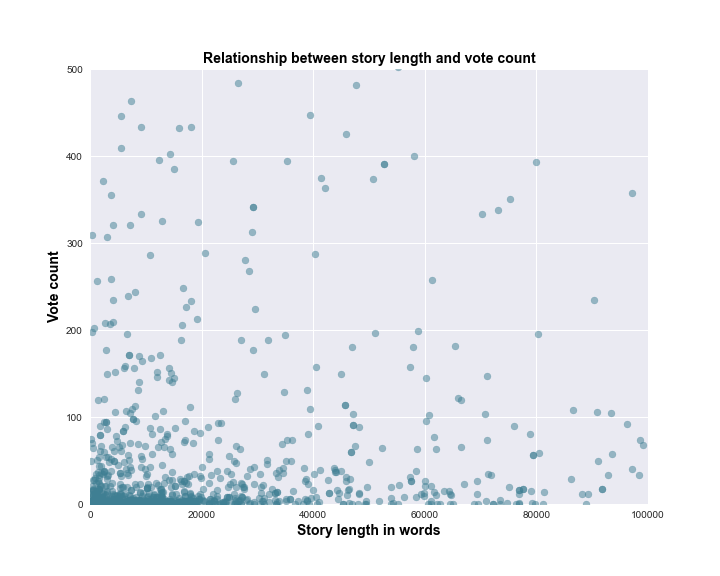 Relationship between story length and vote count
500
400
300
200
100
0
Vote count
0 20000 40000 60000 80000 100000
Story length in words